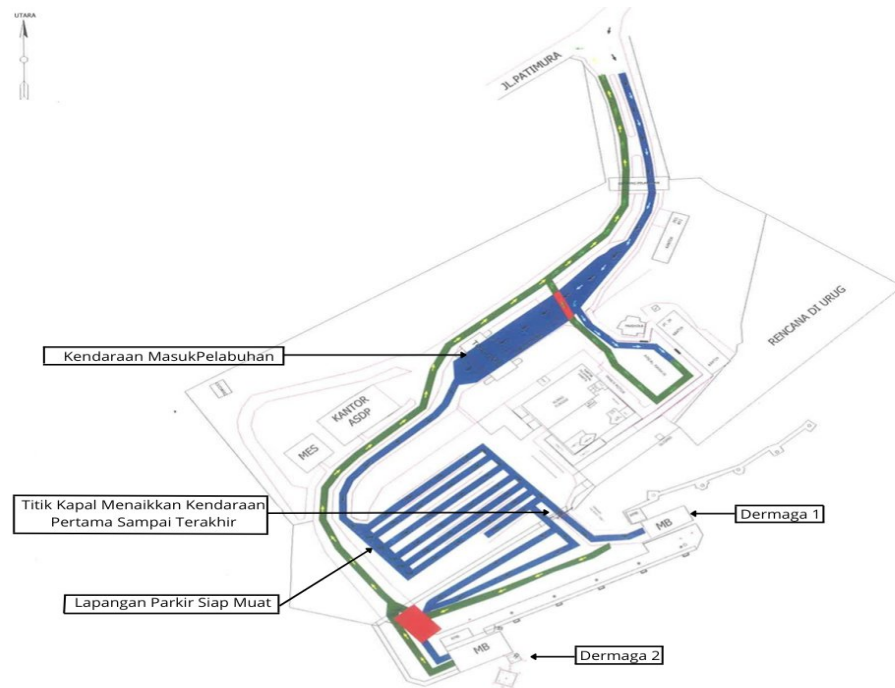 UTARA
JL.PATIMURA
RENCANA DI URUG
Kendaraan MasukPelabuhan
KANTOR
ASDP
MES
Titik Kapal Menaikkan Kendaraan
Pertama Sampai Terakhir
MB
Dermaga 1
Lapangan Parkir Siap Muat
MB
Dermaga 2